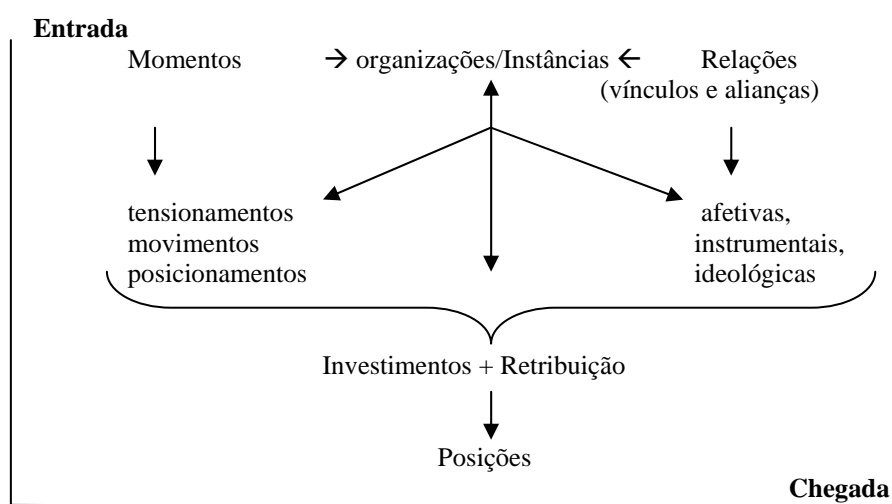 Entrada
Momentos → organizações/Instâncias ← Relações
(vínculos e alianças)
tensionamentos
movimentos
posicionamentos
afetivas,
instrumentais,
ideológicas
Investimentos + Retribuição
Posições
Chegada